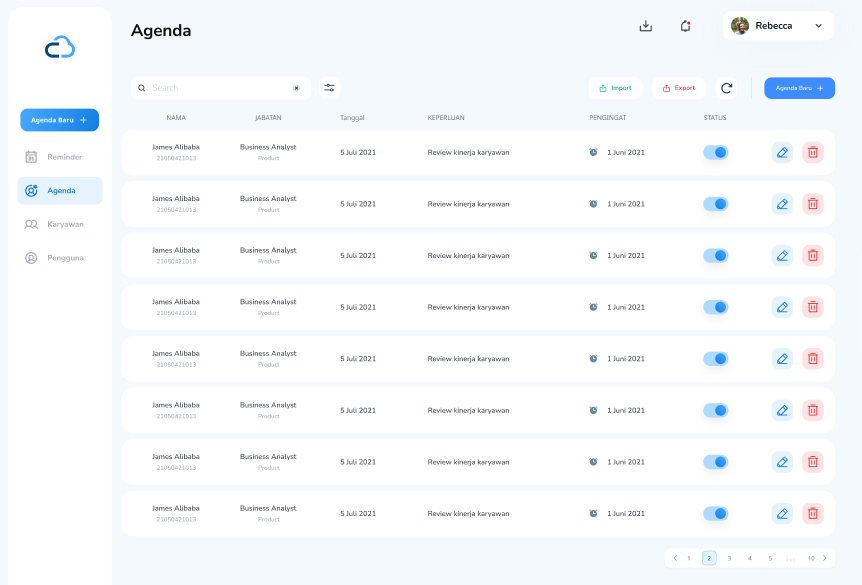 Agenda
Rebecca
Search
Import
Export
Agenda Baru +
Agenda Baru +
Reminder
Agenda
Karyawan
Pengguna
NAMA JABATAN Tanggal KEPERLUAN PENGINGAT STATUS
James Alibaba Business Analyst 5 Juli 2021 Review kinerja karyawan 1 Juni 2021
21050421013 Product
James Alibaba Business Analyst 5 Juli 2021 Review kinerja karyawan 1 Juni 2021
21050421013 Product
James Alibaba Business Analyst 5 Juli 2021 Review kinerja karyawan 1 Juni 2021
21050421013 Product
James Alibaba Business Analyst 5 Juli 2021 Review kinerja karyawan 1 Juni 2021
21050421013 Product
James Alibaba Business Analyst 5 Juli 2021 Review kinerja karyawan 1 Juni 2021
21050421013 Product
James Alibaba Business Analyst 5 Juli 2021 Review kinerja karyawan 1 Juni 2021
21050421013 Product
James Alibaba Business Analyst 5 Juli 2021 Review kinerja karyawan 1 Juni 2021
21050421013 Product
James Alibaba Business Analyst 5 Juli 2021 Review kinerja karyawan 1 Juni 2021
21050421013 Product
< 1 2 3 4 5 .... 10 >